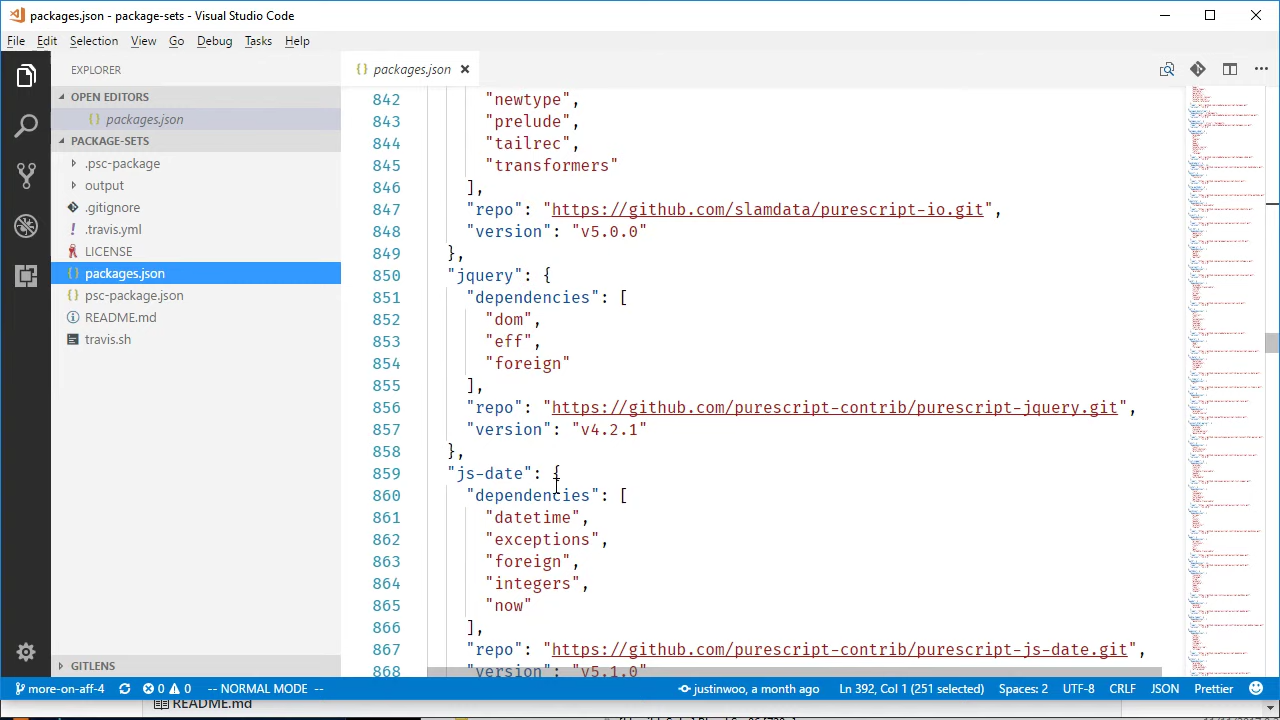 packages.json - package-sets - Visual Studio Code
File Edit Selection View Go Debug Tasks Help
EXPLORER
OPEN EDITORS
packages.json
PACKAGE-SETS
.psc-package
output
.gitignore
.travis.yml
LICENSE
packages.json
psc-package.json
README.md
travis.sh
GITLENS
packages.json
842 "newtype",
843 "prelude",
844 "tailrec",
845 "transformers"
846 ],
847 "repo": "https://github.com/slamdata/purescript-io.git",
848 "version": "v5.0.0"
849 },
850 "jquery": {
851 "dependencies": [
852 "dom",
853 "eff",
854 "foreign"
855 ],
856 "repo": "https://github.com/purescript-contrib/purescript-jquery.git",
857 "version": "v4.2.1"
858 },
859 "js-date": {
860 "dependencies": [
861 "datetime",
862 "exceptions",
863 "foreign",
864 "integers",
865 "now"
866 ],
867 "repo": "https://github.com/purescript-contrib/purescript-js-date.git",
868 "version": "v5.1.0"
more-on-aff-4 0 0 -- NORMAL MODE -- justinwoo, a month ago Ln 392, Col 1 (251 selected) Spaces: 2 UTF-8 CRLF JSON Prettier
README.md